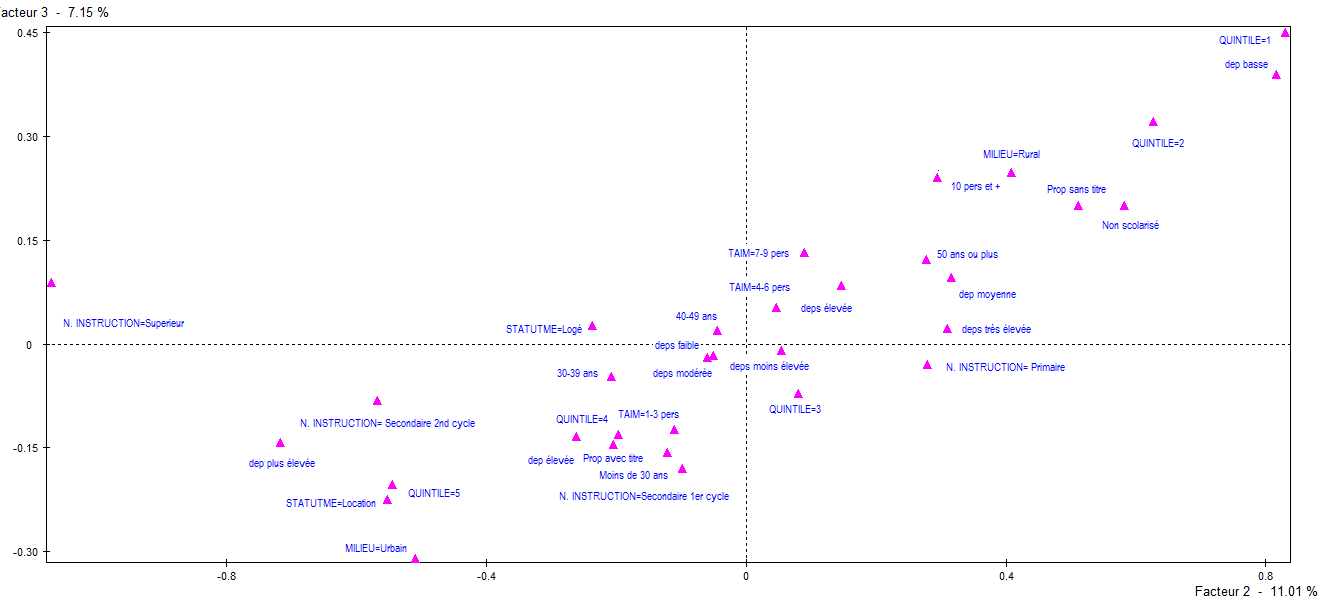 acteur 3 - 7.15 %
0.45
QUINTILE=1
dep basse
0.30
QUINTILE=2
MILIEU=Rural
10 pers et +
Prop sans titre
Non scolarisé
0.15
TAIM=7-9 pers
50 ans ou plus
TAIM=4-6 pers
dep moyenne
deps élevée
40-49 ans
N. INSTRUCTION=Superieur
STATUTME=Logé
deps très élevée
0
deps faible
deps moins élevée
N. INSTRUCTION= Primaire
30-39 ans
deps modérée
QUINTILE=3
TAIM=1-3 pers
QUINTILE=4
N. INSTRUCTION= Secondaire 2nd cycle
-0.15
dep plus élevée
dep élevée
Prop avec titre
Moins de 30 ans
QUINTILE=5
N. INSTRUCTION=Secondaire 1er cycle
STATUTME=Location
MILIEU=Urbain
-0.30
-0.8
-0.4
0
0.4
0.8
Facteur 2 - 11.01 %